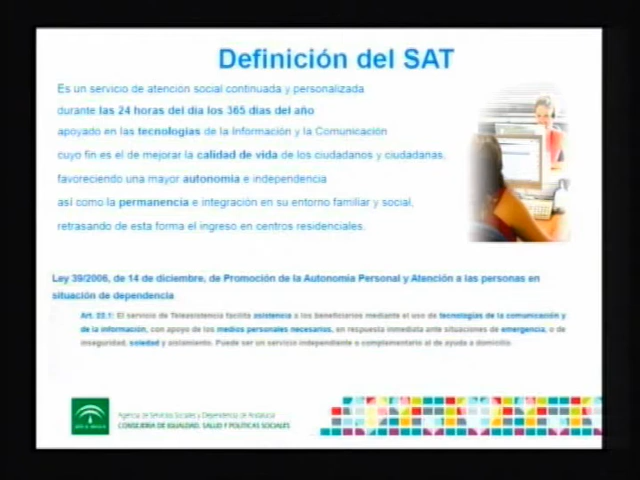 Definición del SAT
Es un servicio de atención social continuada y personalizada
durante las 24 horas del día los 365 días del año
apoyado en las tecnologías de la Información y la Comunicación
cuyo fin es el de mejorar la calidad de vida de los ciudadanos y ciudadanas,
favoreciendo una mayor autonomía e independencia
así como la permanencia e integración en su entorno familiar y social,
retrasando de esta forma el ingreso en centros residenciales.
Ley 39/2006, de 14 de diciembre, de Promoción de la Autonomía Personal y Atención a las personas en
situación de dependencia
Art. 22.1: El servicio de Teleasistencia facilita asistencia a los beneficiarios mediante el uso de tecnologías de la comunicación y
de la información, con apoyo de los medios personales necesarios, en respuesta inmediata ante situaciones de emergencia, o de
inseguridad, soledad y aislamiento. Puede ser un servicio independiente o complementario al de ayuda a domicilio.
Agencia de Servicios Sociales y Dependencia de Andalucía
CONSEJERÍA DE IGUALDAD, SALUD Y POLÍTICAS SOCIALES